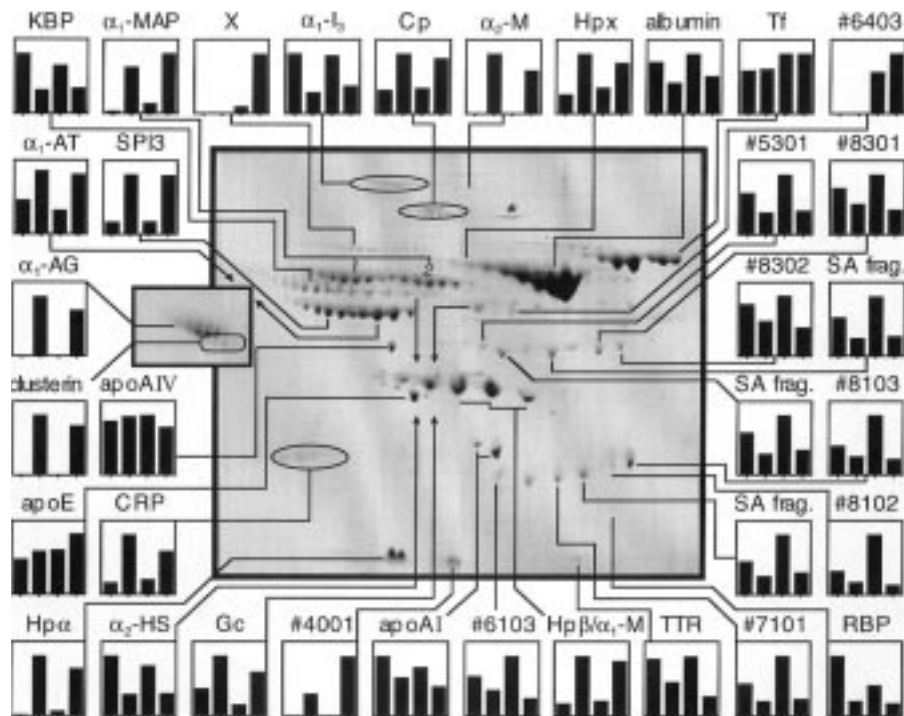 KBP α₁-MAP X α₁-I₃ Cp α₂-M Hpx albumin Tf #6403
α₁-AT SPI3 #5301 #8301
*
α₁-AG #8302 SA frag.
clusterin apoAIV SA frag. #8103
apoE CRP SA frag. #8102
Hpα α₂-HS Gc #4001 apoAI #6103 Hpβ/α₁-M TTR #7101 RBP